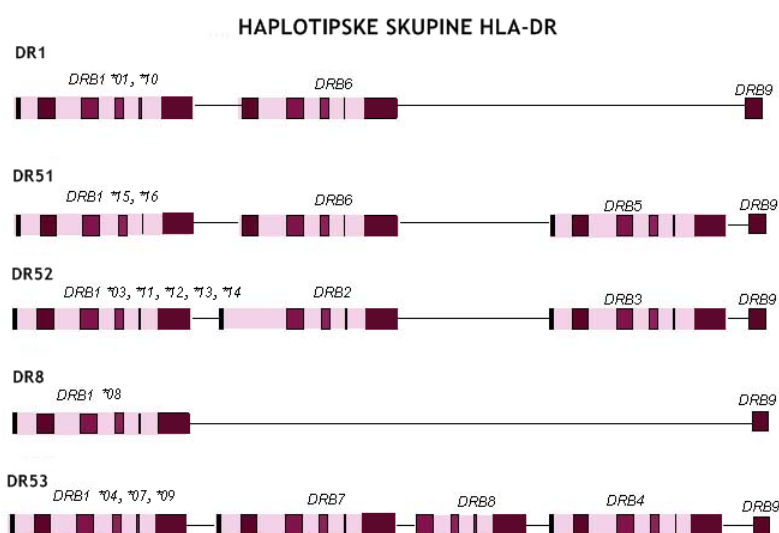 HAPLOTIPSKE SKUPINE HLA-DR
DR1
DRB1 *01, *10 DRB6 DRB9
DR51
DRB1 *15, *16 DRB6 DRB5 DRB9
DR52
DRB1 *03, *11, *12, *13, *14 DRB2 DRB3 DRB9
DR8
DRB1 *08 DRB9
DR53
DRB1 *04, *07, *09 DRB7 DRB8 DRB4 DRB9